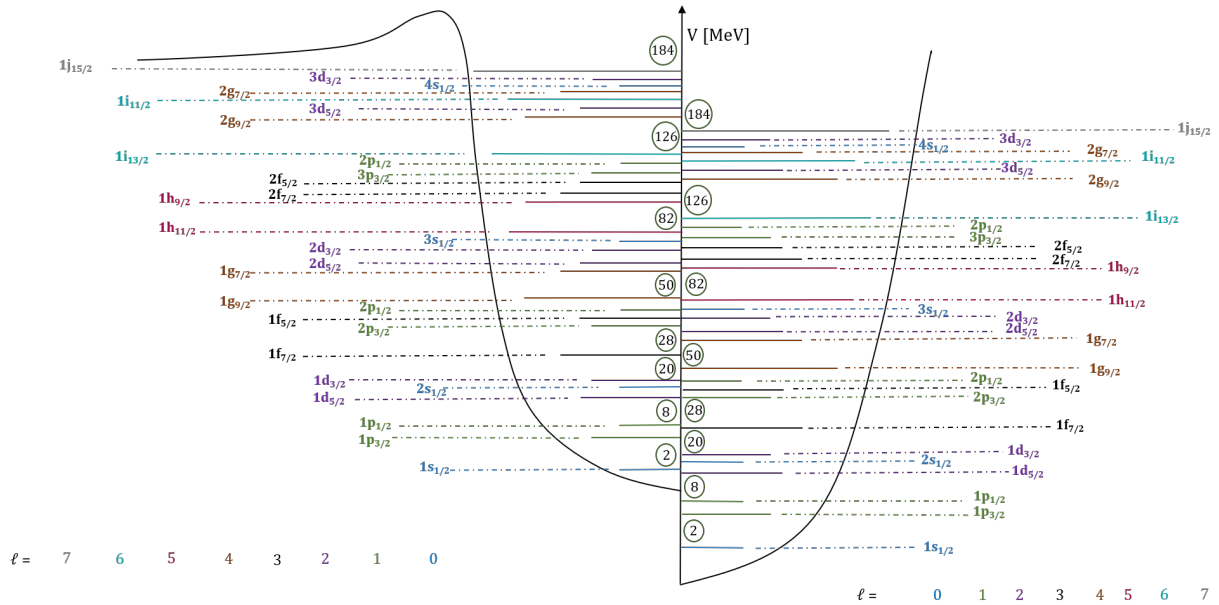 V [MeV]
184
1j15/2
3d3/2
4s1/2
2g7/2
1i11/2
3d5/2
2g9/2
184
126
1j15/2
3d3/2
4s1/2
2g7/2
1i11/2
3d5/2
2g9/2
1i13/2
2p1/2
3p3/2
2f5/2
2f7/2
1h9/2
126
82
1i13/2
2p1/2
3p3/2
2f5/2
2f7/2
1h9/2
1h11/2
3s1/2
2d3/2
2d5/2
1g7/2
50
82
1h11/2
3s1/2
2d3/2
2d5/2
1g7/2
1g9/2
2p1/2
1f5/2
2p3/2
28
50
1f7/2
20
1g9/2
2p1/2
1f5/2
2p3/2
1d3/2
2s1/2
1d5/2
8
28
1f7/2
1p1/2
1p3/2
20
2
1d3/2
2s1/2
1d5/2
1s1/2
8
1p1/2
1p3/2
2
1s1/2
ℓ = 7 6 5 4 3 2 1 0
ℓ = 0 1 2 3 4 5 6 7